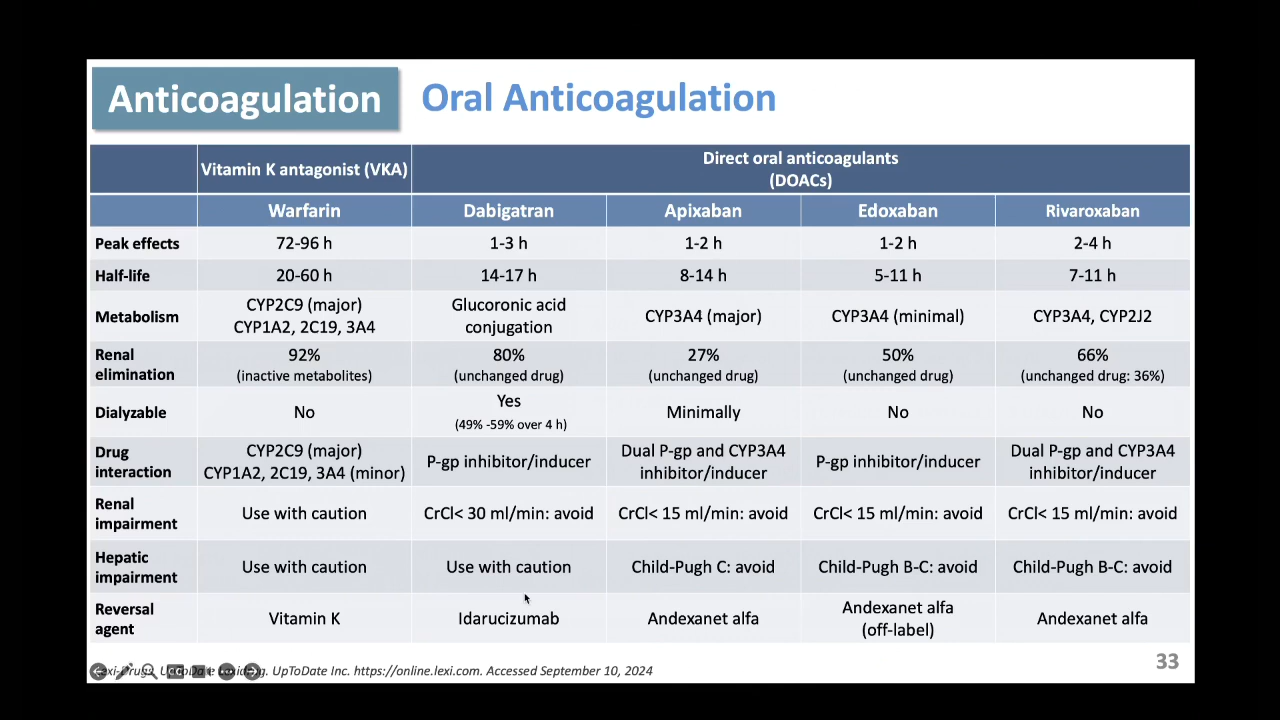 Anticoagulation
Oral Anticoagulation
Vitamin K antagonist (VKA)
Direct oral anticoagulants
(DOACs)
Warfarin
Dabigatran
Apixaban
Edoxaban
Rivaroxaban
Peak effects
72-96 h
1-3 h
1-2 h
1-2 h
2-4 h
Half-life
20-60 h
14-17 h
8-14 h
5-11 h
7-11 h
Metabolism
CYP2C9 (major)
CYP1A2, 2C19, 3A4
Glucoronic acid
conjugation
CYP3A4 (major)
CYP3A4 (minimal)
CYP3A4, CYP2J2
Renal
elimination
92%
(inactive metabolites)
80%
(unchanged drug)
27%
(unchanged drug)
50%
(unchanged drug)
66%
(unchanged drug: 36%)
Dialyzable
No
Yes
(49% -59% over 4 h)
Minimally
No
No
Drug
interaction
CYP2C9 (major)
CYP1A2, 2C19, 3A4 (minor)
P-gp inhibitor/inducer
Dual P-gp and CYP3A4
inhibitor/inducer
P-gp inhibitor/inducer
Dual P-gp and CYP3A4
inhibitor/inducer
Renal
impairment
Use with caution
CrCl< 30 ml/min: avoid
CrCl< 15 ml/min: avoid
CrCl< 15 ml/min: avoid
CrCl< 15 ml/min: avoid
Hepatic
impairment
Use with caution
Use with caution
Child-Pugh C: avoid
Child-Pugh B-C: avoid
Child-Pugh B-C: avoid
Reversal
agent
Vitamin K
Idarucizumab
Andexanet alfa
Andexanet alfa
(off-label)
Andexanet alfa
UpToDate Inc. https://online.lexi.com. Accessed September 10, 2024
33